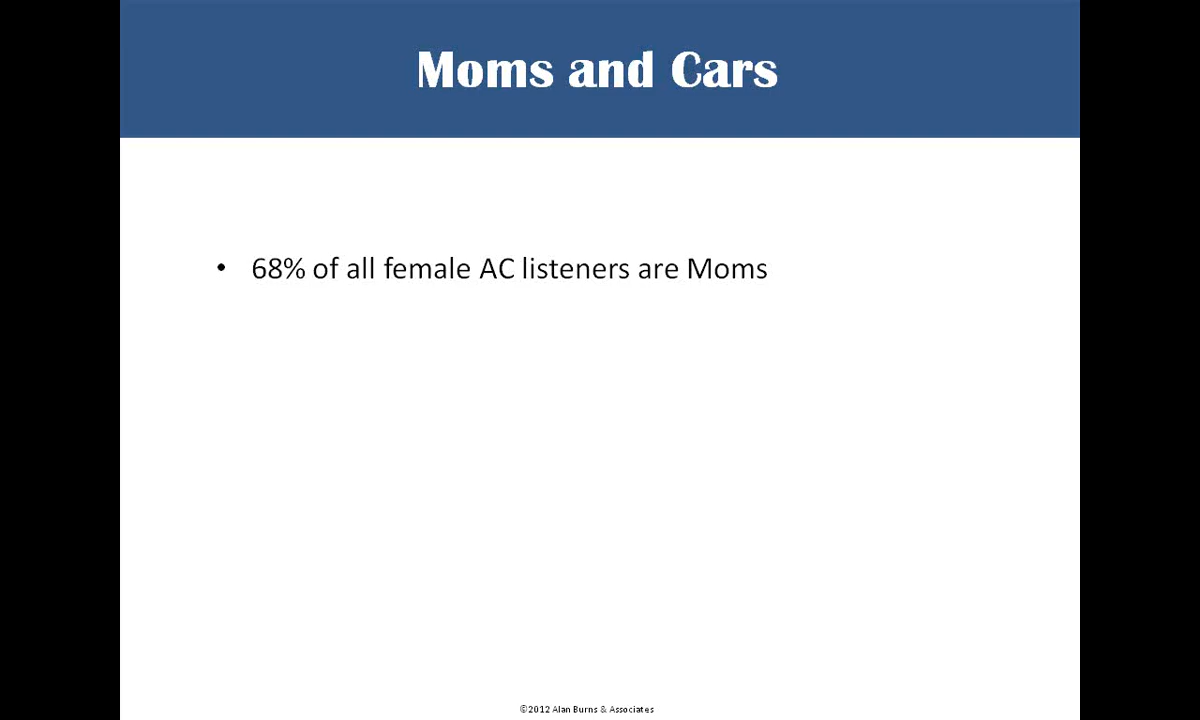 Moms and Cars
• 68% of all female AC listeners are Moms
©2012 Alan Burns & Associates